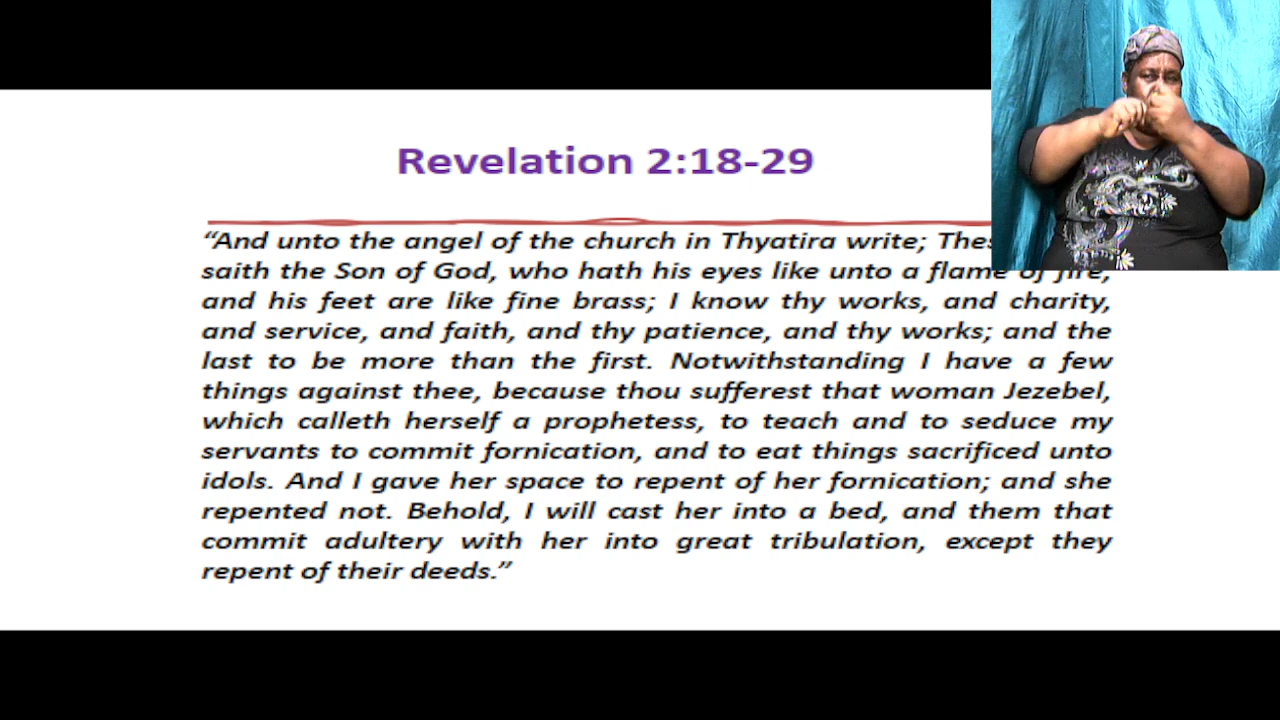 Revelation 2:18-29
“And unto the angel of the church in Thyatira write;
saith the Son of God, who hath his eyes like unto a flame of fire,
and his feet are like fine brass; I know thy works, and charity,
and service, and faith, and thy patience, and thy works; and the
last to be more than the first. Notwithstanding I have a few
things against thee, because thou sufferest that woman Jezebel,
which calleth herself a prophetess, to teach and to seduce my
servants to commit fornication, and to eat things sacrificed unto
idols. And I gave her space to repent of her fornication; and she
repented not. Behold, I will cast her into a bed, and them that
commit adultery with her into great tribulation, except they
repent of their deeds.”